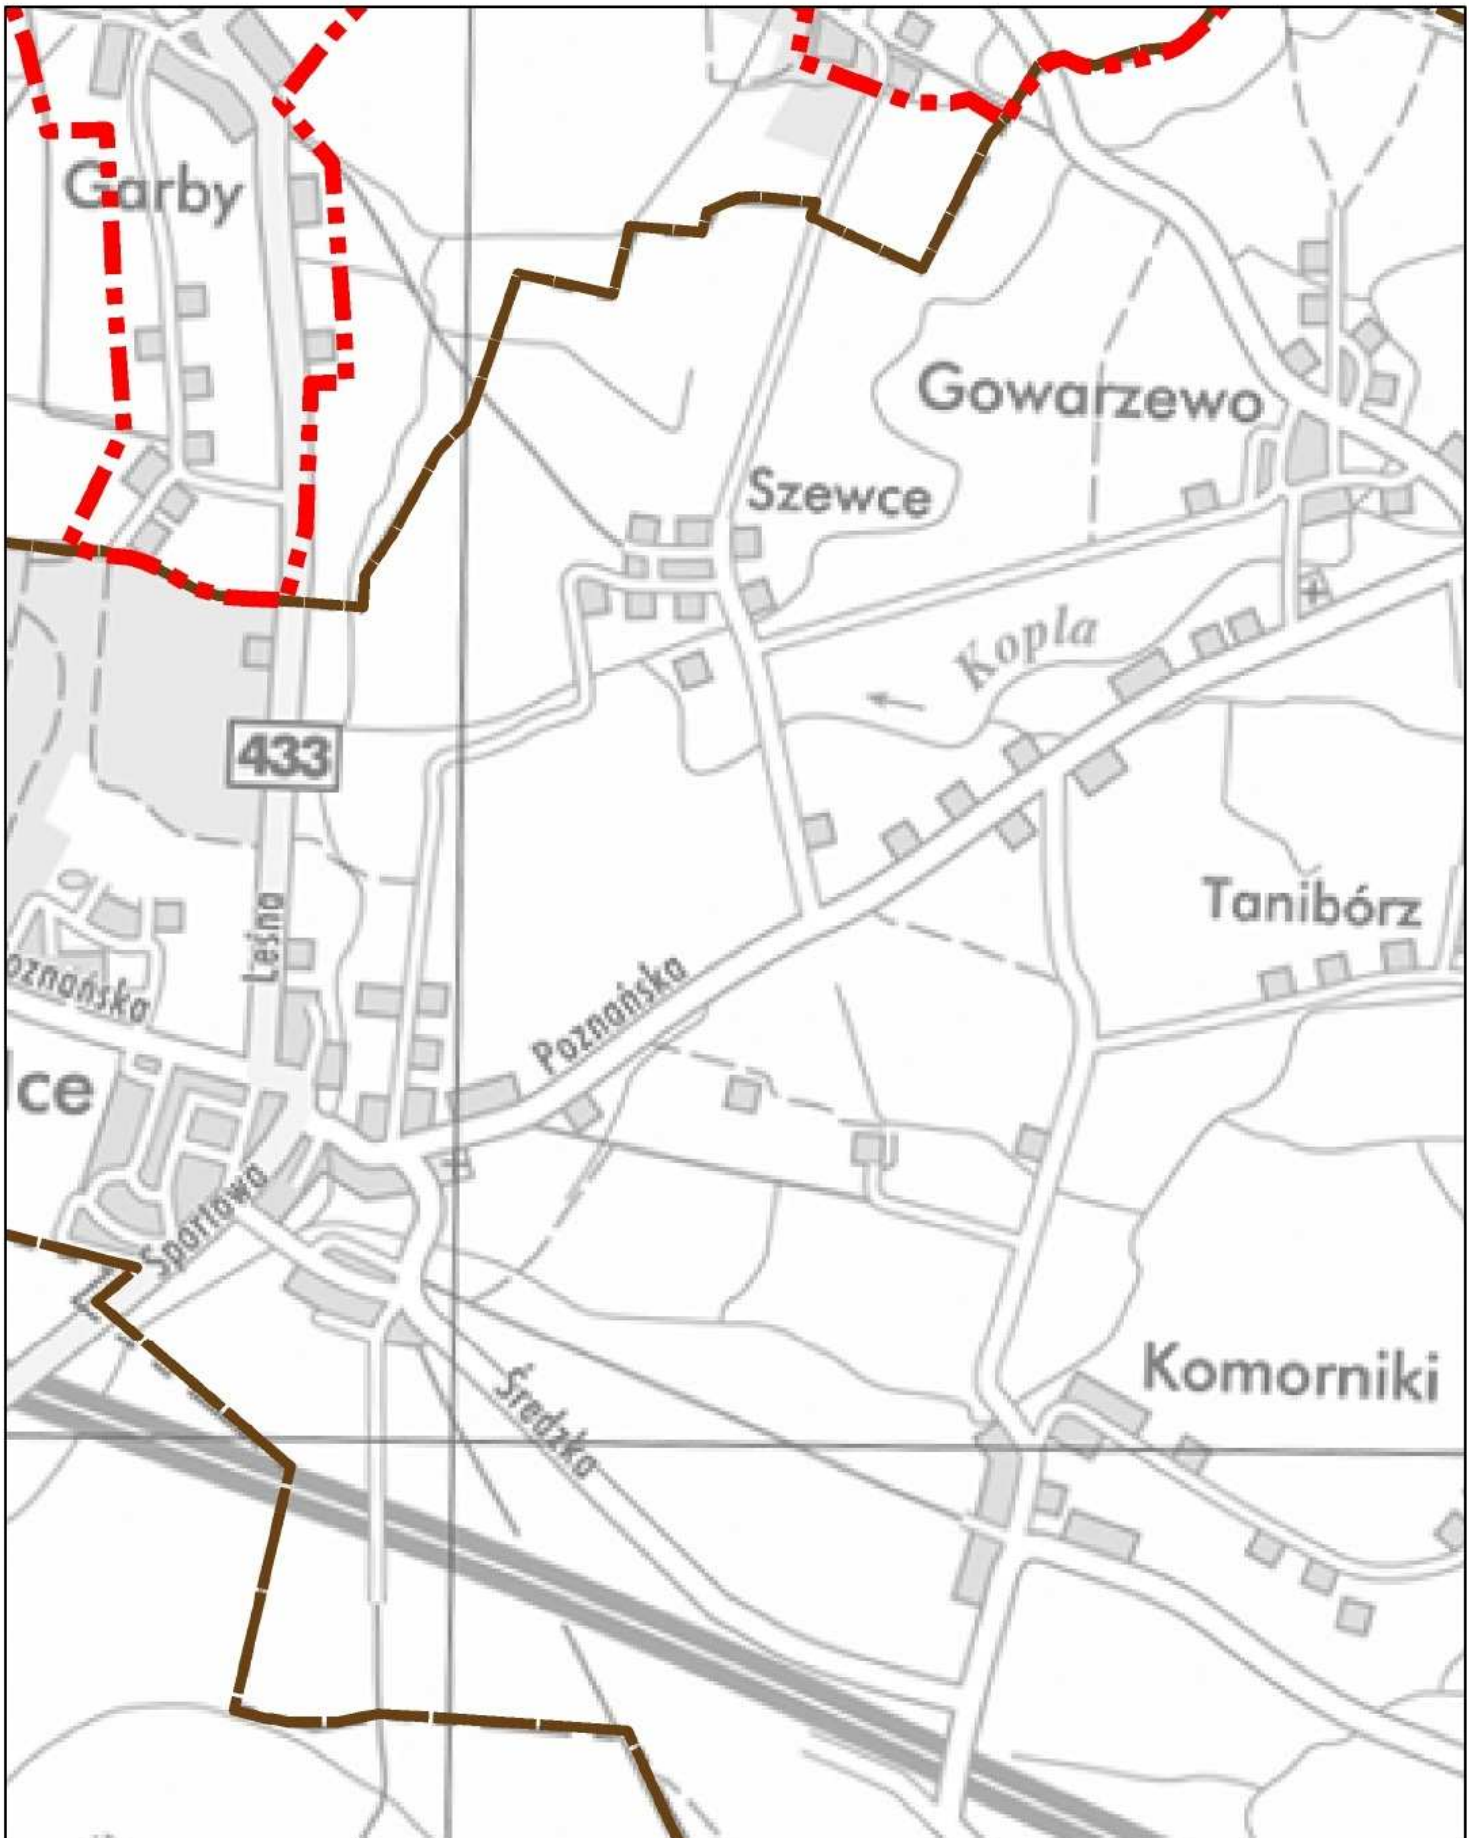 Garby
Gowarzewo
Szewce
Kopla
433
Tanibórz
Leśna
oznańska
Poznańska
lce
Sportowa
Komorniki
Średzka